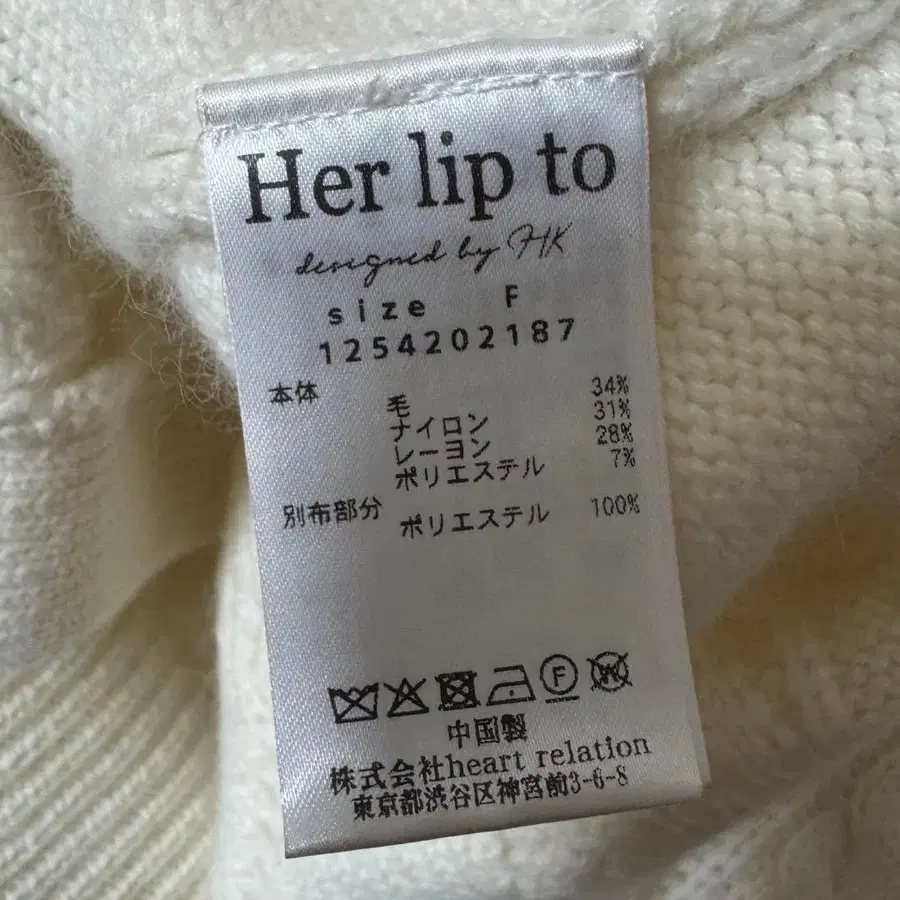 Her lip to
designed by HK
size F
1254202187
本体 毛 34%
ナイロン 31%
レーヨン 28%
ポリエステル 7%
別布部分 ポリエステル 100%
F
W
中国製
株式会社heart relation
東京都渋谷区神宮前3-6-8